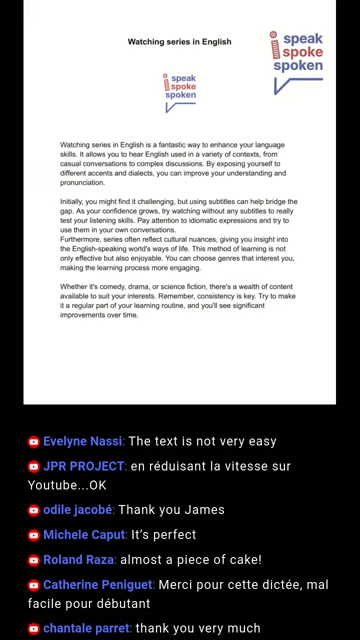 Watching series in English
i speak
spoke
spoken
i speak
spoke
spoken
Watching series in English is a fantastic way to enhance your language
skills. It allows you to hear English used in a variety of contexts, from
casual conversations to complex discussions. By exposing yourself to
different accents and dialects, you can improve your understanding and
pronunciation.
Initially, you might find it challenging, but using subtitles can help bridge the
gap. As your confidence grows, try watching without any subtitles to really
test your listening skills. Pay attention to idiomatic expressions and try to
use them in your own conversations.
Furthermore, series often reflect cultural nuances, giving you insight into
the English-speaking world's ways of life. This method of learning is not
only effective but also enjoyable. You can choose genres that interest you,
making the learning process more engaging.
Whether it's comedy, drama, or science fiction, there's a wealth of content
available to suit your interests. Remember, consistency is key. Try to make
it a regular part of your learning routine, and you'll see significant
improvements over time.
Evelyne Nassi: The text is not very easy
JPR PROJECT: en réduisant la vitesse sur
Youtube...OK
odile jacobé: Thank you James
Michele Caput: It's perfect
Roland Raza: almost a piece of cake!
Catherine Peniguet: Merci pour cette dictée, mal
facile pour débutant
chantale parret: thank you very much